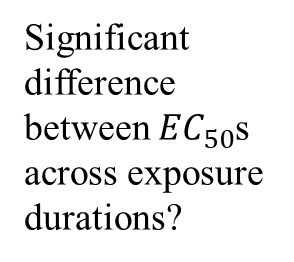 Significant
difference
between EC₅₀s
across exposure
durations?